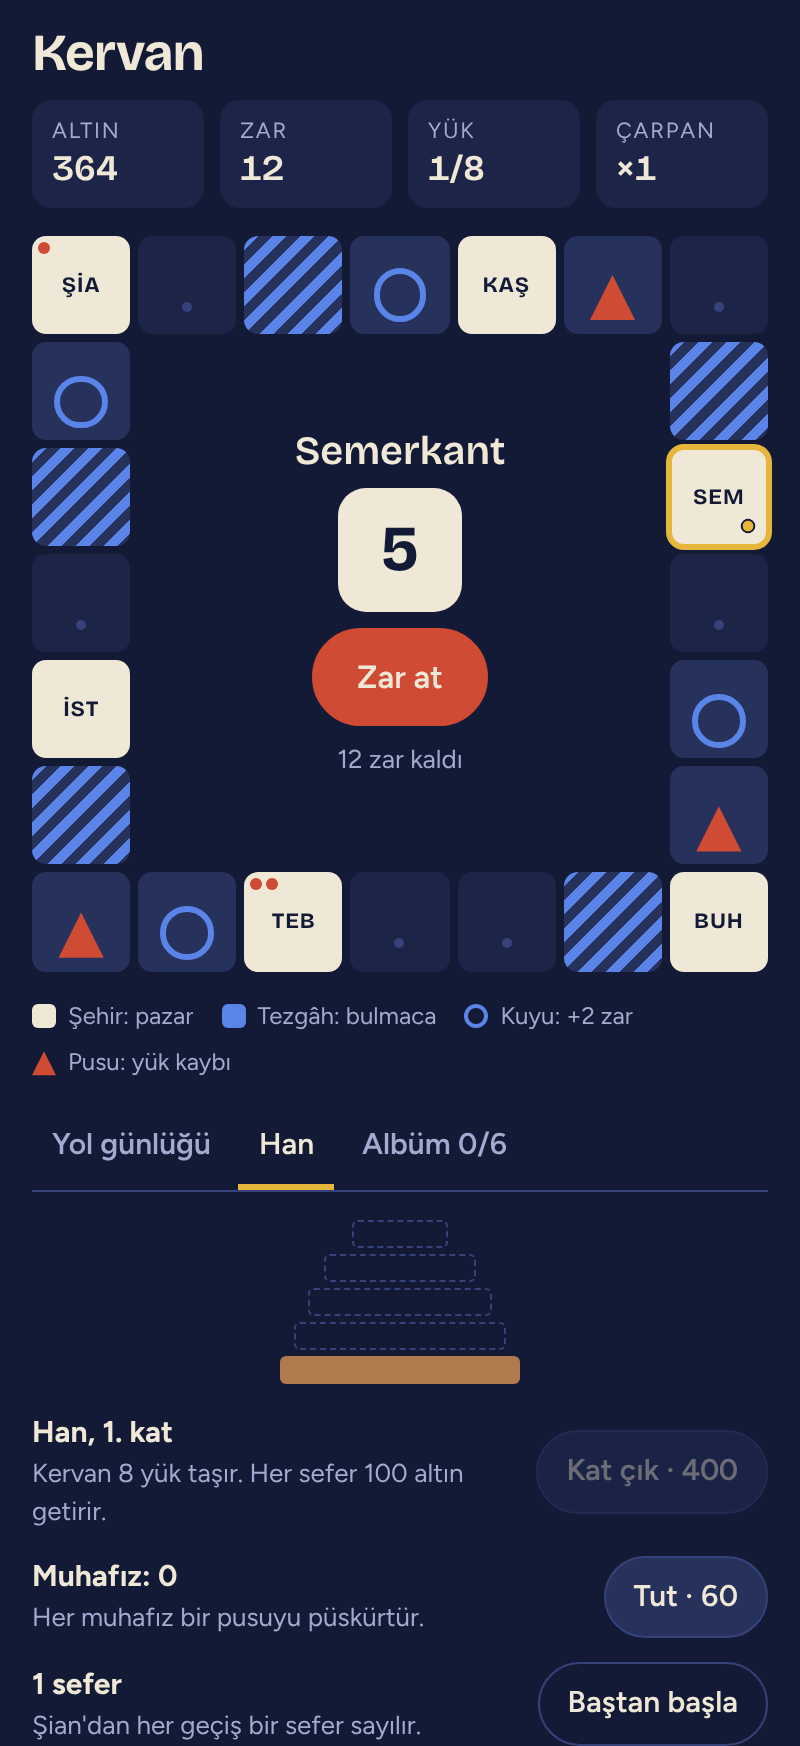 Kervan
ALTIN ZAR YÜK ÇARPAN
364 12 1/8 ×1
ŞİA KAŞ
SEM
Semerkant
5
Zar at
İST
12 zar kaldı
TEB BUH
Şehir: pazar Tezgâh: bulmaca Kuyu: +2 zar
Pusu: yük kaybı
Yol günlüğü Han Albüm 0/6
Han, 1. kat
Kat çık · 400
Kervan 8 yük taşır. Her sefer 100 altın
getirir.
Muhafız: 0
Tut · 60
Her muhafız bir pusuyu püskürtür.
1 sefer
Baştan başla
Şian'dan her geçiş bir sefer sayılır.